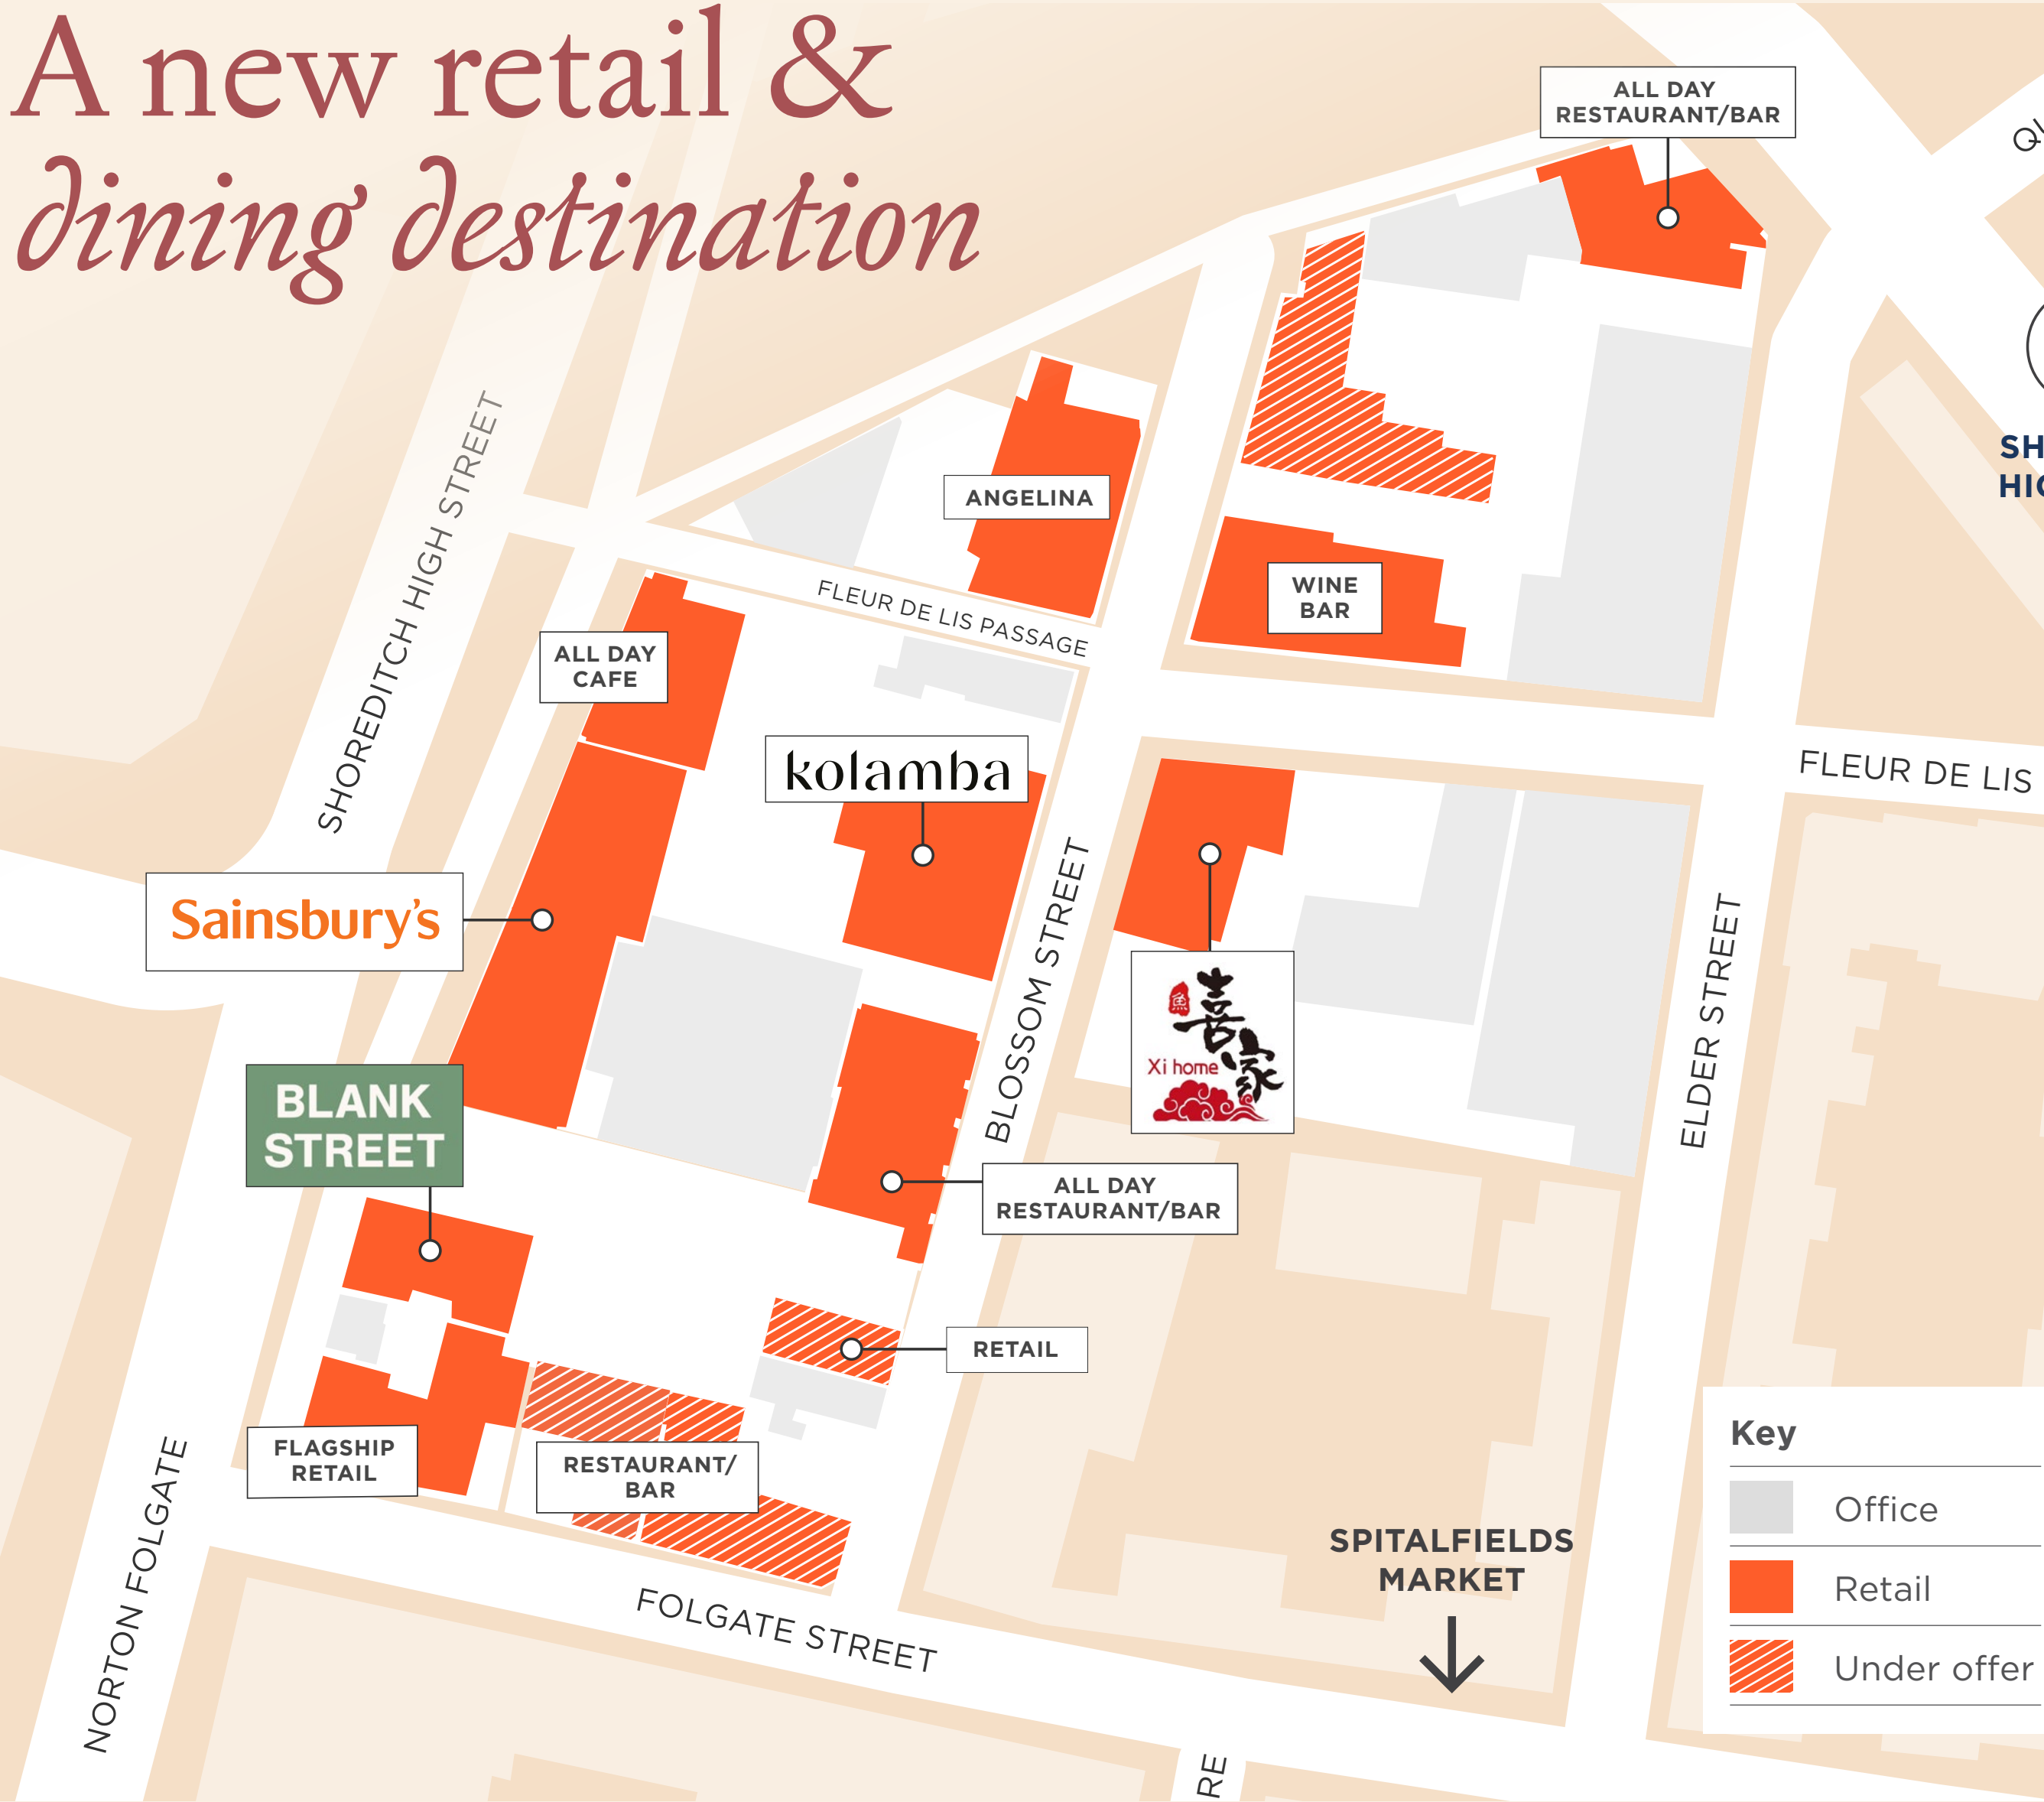 A new retail &
dining destination
ALL DAY
RESTAURANT/BAR
SHOREDITCH HIGH STREET
ANGELINA
FLEUR DE LIS PASSAGE
WINE
BAR
ALL DAY
CAFE
kolamba
FLEUR DE LIS
Sainsbury's
BLOSSOM STREET
ELDER STREET
魚
喜家
Xi home
BLANK
STREET
ALL DAY
RESTAURANT/BAR
RETAIL
FLAGSHIP
RETAIL
RESTAURANT/
BAR
NORTON FOLGATE
FOLGATE STREET
SPITALFIELDS
MARKET
Key
Office
Retail
Under offer